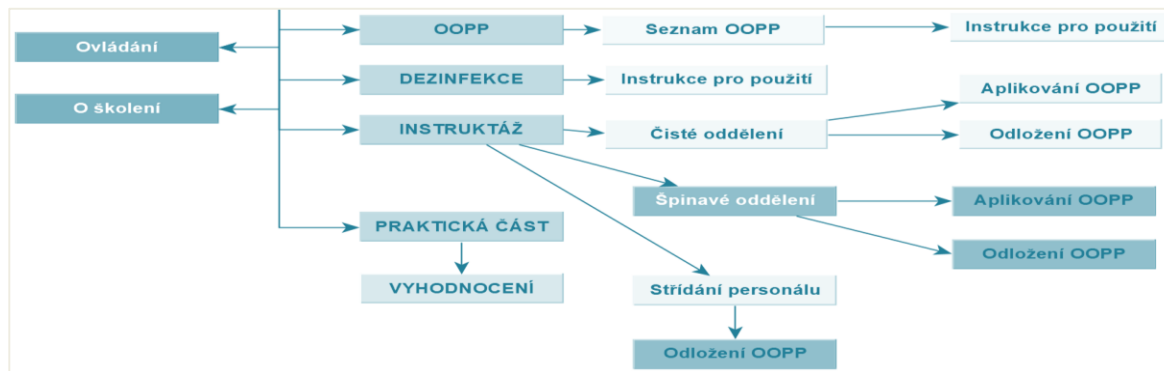 OOPP
Seznam OOPP
Instrukce pro použití
Ovládání
DEZINFEKCE
Instrukce pro použití
Aplikování OOPP
O školení
INSTRUKTÁŽ
Čisté oddělení
Odložení OOPP
Špinavé oddělení
Aplikování OOPP
PRAKTICKÁ ČÁST
Odložení OOPP
VYHODNOCENÍ
Střídání personálu
Odložení OOPP